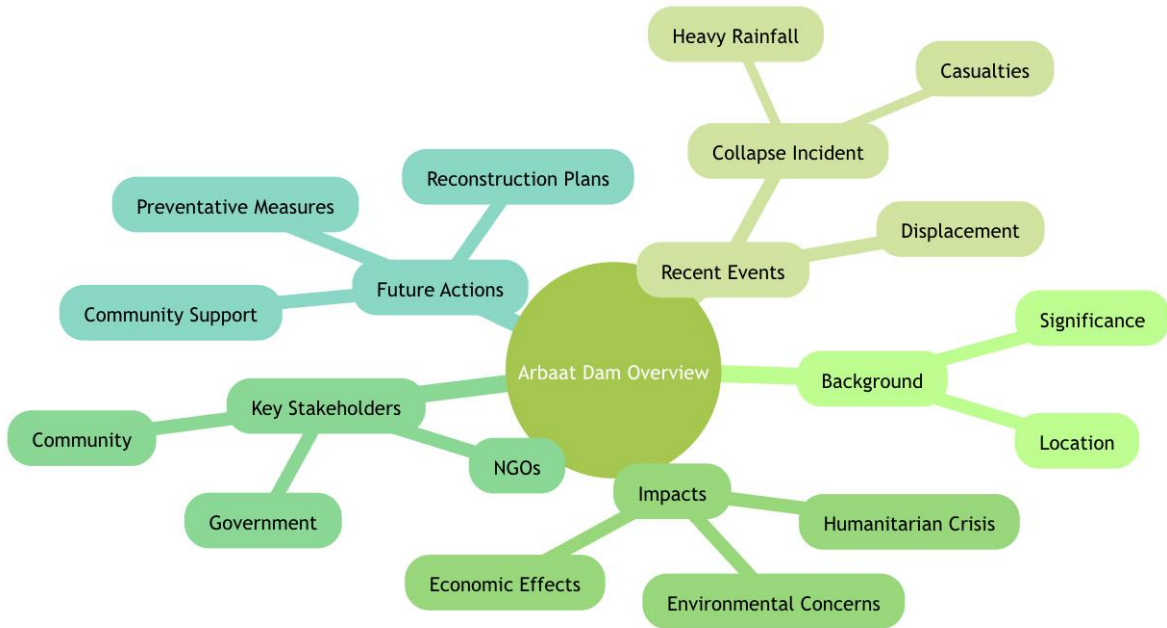 Heavy Rainfall
Casualties
Collapse Incident
Reconstruction Plans
Preventative Measures
Displacement
Recent Events
Future Actions
Community Support
Significance
Arbaat Dam Overview
Background
Key Stakeholders
Community
Location
NGOs
Impacts
Government
Humanitarian Crisis
Economic Effects
Environmental Concerns